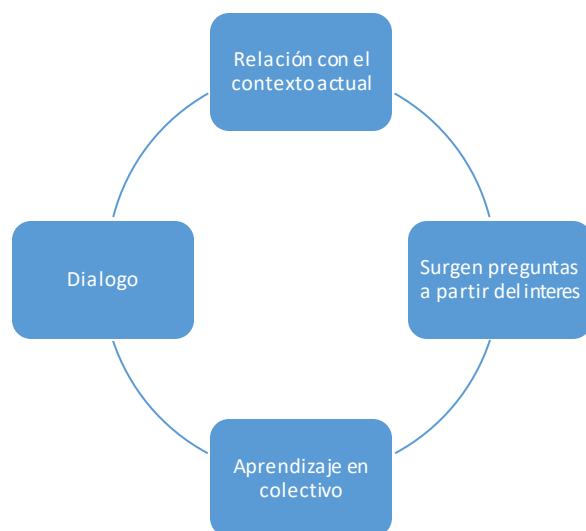 Relación con el
contexto actual
Surgen preguntas
a partir del interes
Aprendizaje en
colectivo
Dialogo